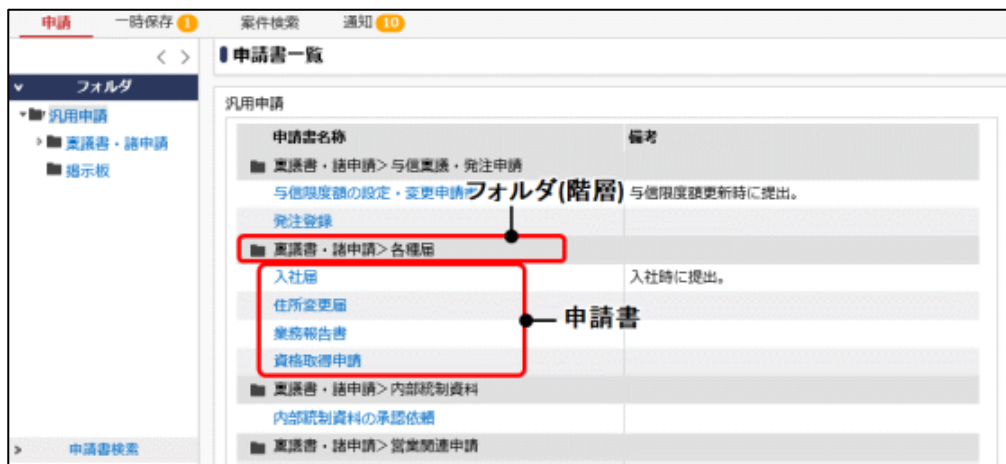 申請 一時保存 1 案件検索 通知 10
< > 申請書一覧
フォルダ
汎用申請
稟議書・諸申請
掲示板
申請書検索
汎用申請
申請書名称 備考
稟議書・諸申請>与信稟議・発注申請
与信限度額の設定・変更申請 与信限度額更新時に提出。
フォルダ(階層)
発注登録
稟議書・諸申請>各種届
入社届 入社時に提出。
住所変更届
業務報告書
資格取得申請
申請書
稟議書・諸申請>内部統制資料
内部統制資料の承認依頼
稟議書・諸申請>営業関連申請